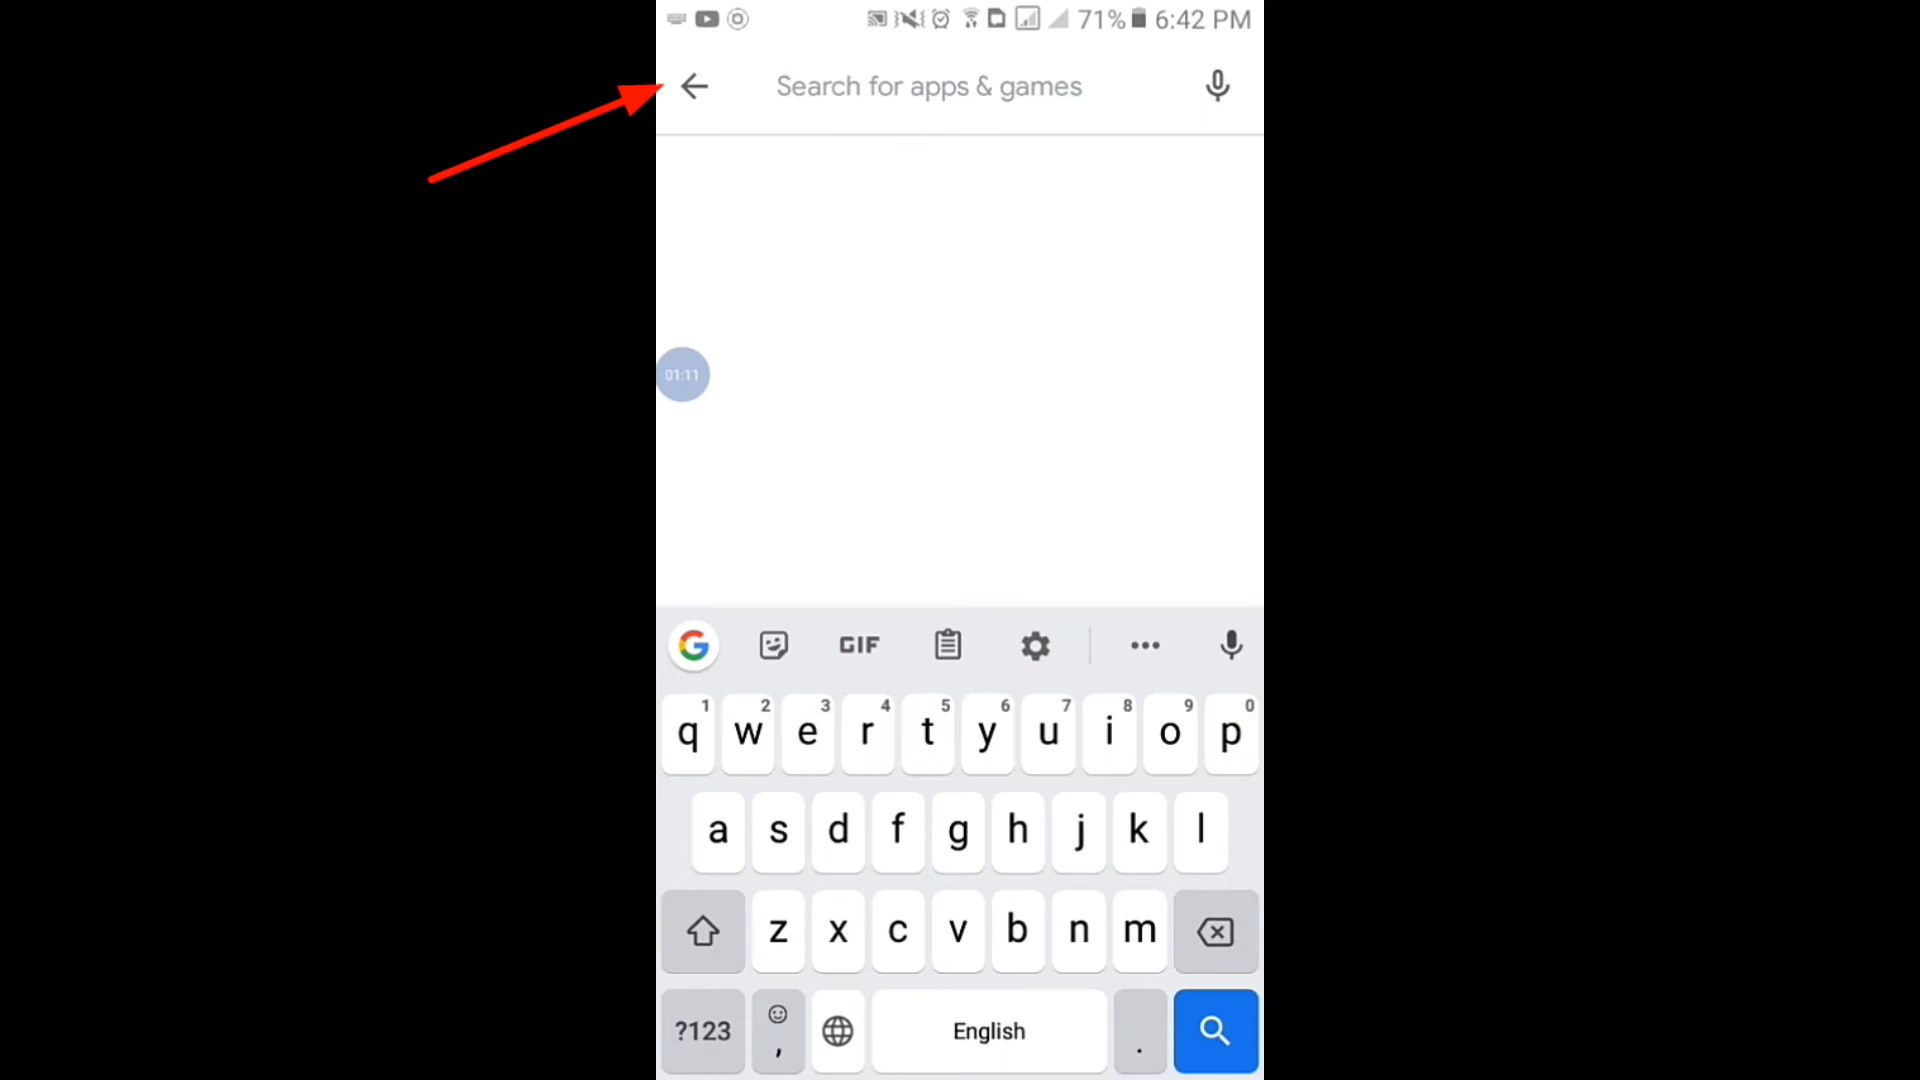 71% 6:42 PM
Search for apps & games
01:11
G GIF
1 2 3 4 5 6 7 8 9 0
q w e r t y u i o p
a s d f g h j k l
z x c v b n m
?123 , English .